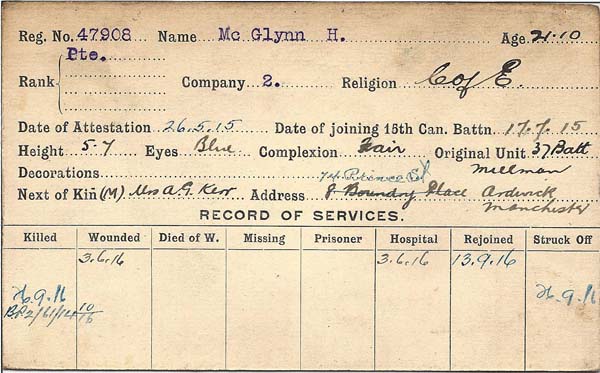 Reg. No. 47908 Name Mc Glynn H. Age 21.10
Pte.
Rank Company 2. Religion C of E.
Date of Attestation 26.5.15 Date of joining 15th Can. Battn. 17.7.15
Height 5-7 Eyes Blue Complexion Fair Original Unit 37 Batt
Decorations
Next of Kin (M) Mrs A. G. Kerr Address Boundry Place Ardwick
Manchester
RECORD OF SERVICES.
Killed Wounded Died of W. Missing Prisoner Hospital Rejoined Struck Off
3.6.16 3.6.16 13.9.16
26.9.16 26.9.16